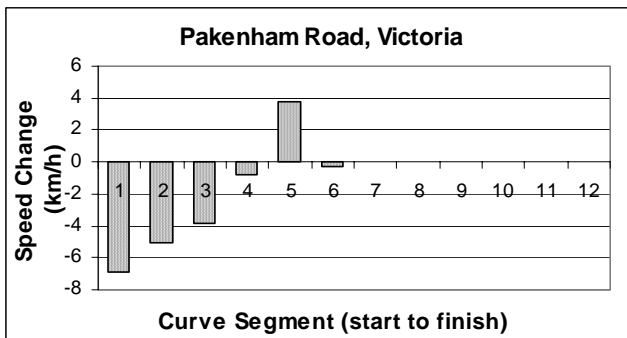 Pakenham Road, Victoria
6
4
2
0
-2
-4
-6
-8
Speed Change
(km/h)
1 2 3 4 5 6 7 8 9 10 11 12
Curve Segment (start to finish)